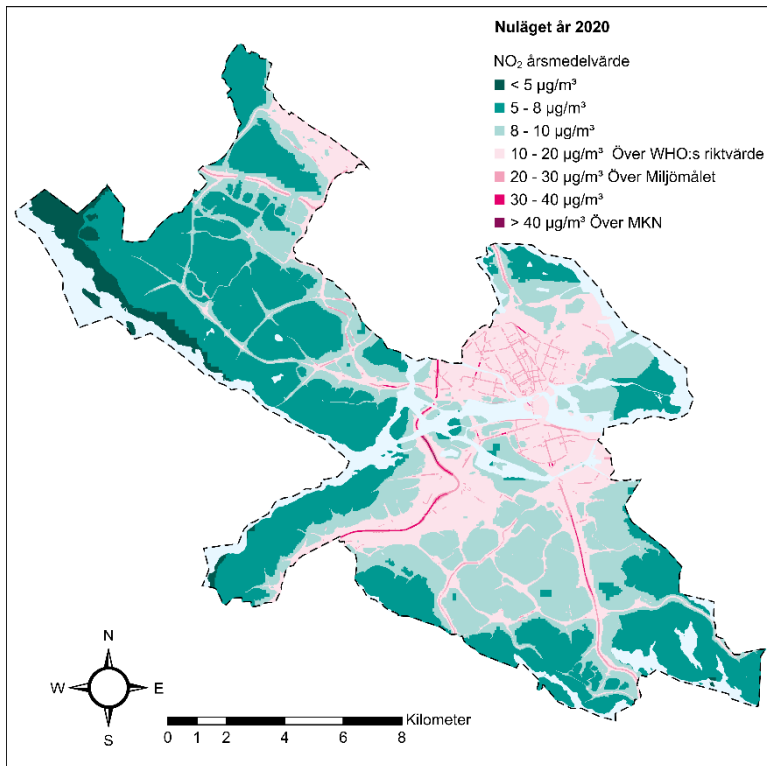 Nuläget år 2020
NO₂ årsmedelvärde
< 5 µg/m³
5 - 8 µg/m³
8 - 10 µg/m³
10 - 20 µg/m³ Över WHO:s riktvärde
20 - 30 µg/m³ Över Miljömålet
30 - 40 µg/m³
> 40 µg/m³ Över MKN
N
W E
S
Kilometer
0 1 2 4 6 8